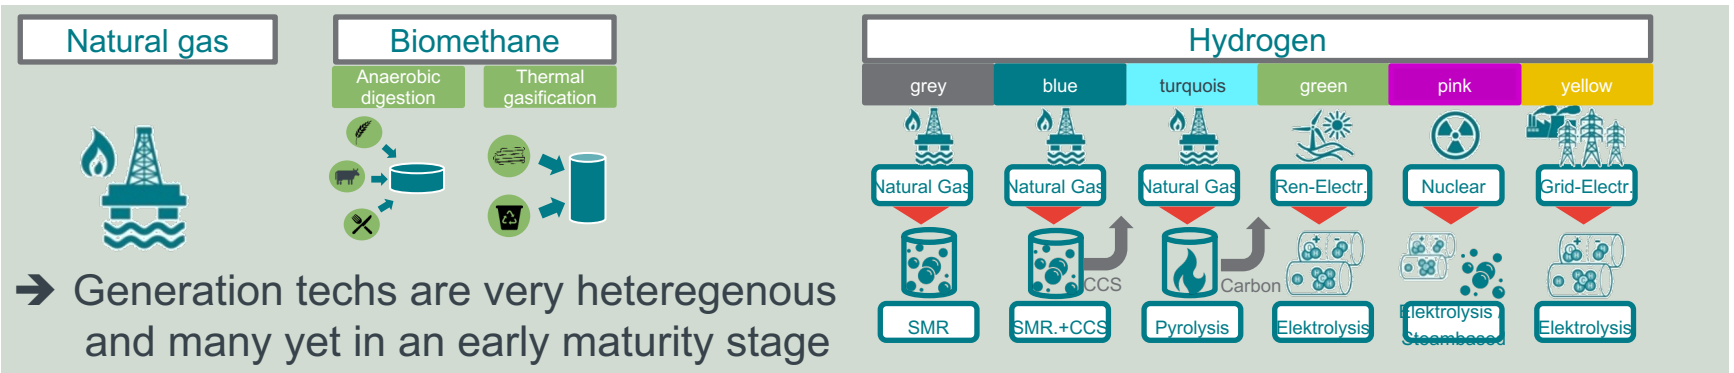 Natural gas
Biomethane
Anaerobic
digestion
Thermal
gasification
➔ Generation techs are very heteregenous
and many yet in an early maturity stage
Hydrogen
grey
blue
turquois
green
pink
yellow
Natural Gas
Natural Gas
Natural Gas
Ren-Electr.
Nuclear
Grid-Electr.
CCS
Carbon
SMR
SMR.+CCS
Pyrolysis
Elektrolysis
Elektrolysis /
Steambased
Elektrolysis